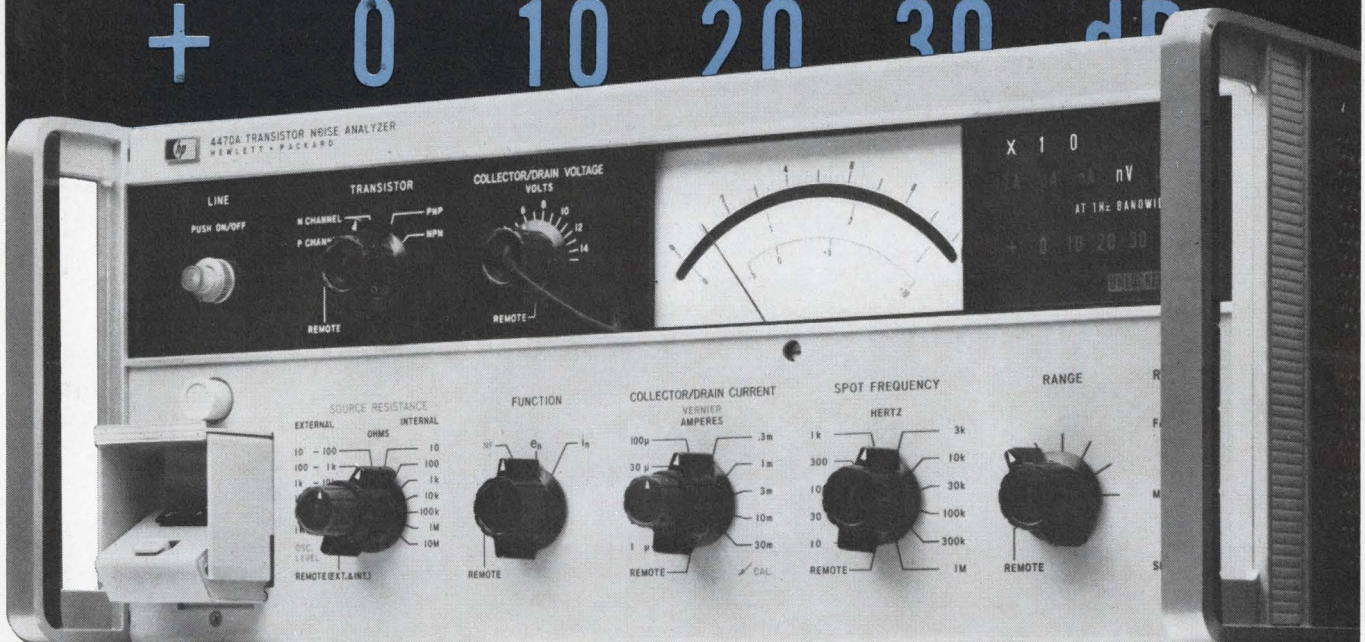 + 0 10 20 30 dB
hp 4470A TRANSISTOR NOISE ANALYZER
HEWLETT • PACKARD
LINE
PUSH ON/OFF
TRANSISTOR
N CHANNEL
PNP
NPN
REMOTE
COLLECTOR/DRAIN VOLTAGE
VOLTS
6 8 10
12
14
REMOTE
X 1 0
nV
AT 1Hz
+ 0 10 20 30
SOURCE RESISTANCE
EXTERNAL INTERNAL
OHMS
10 - 100 10
100 - 1k 100
1k
10k
100k
1M
10M
OSC.
LEVEL
REMOTE (EXT.&INT.)
FUNCTION
NF en in
REMOTE
COLLECTOR/DRAIN CURRENT
VERNIER
AMPERES
100µ .3m
30 µ 1m
3m
10m
1 µ 30m
REMOTE CAL
SPOT FREQUENCY
HERTZ
1k 3k
300 10k
30k
30 100k
10 300k
REMOTE 1M
RANGE
REMOTE